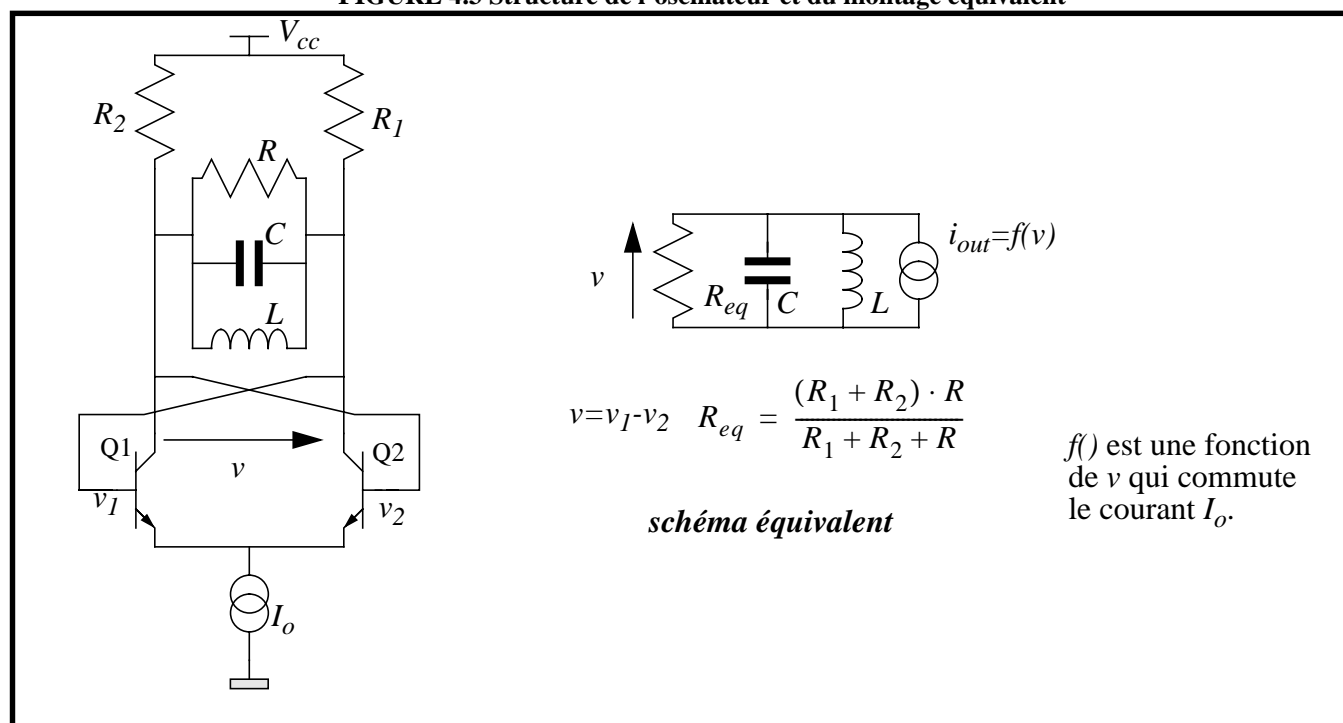 FIGURE 4.3 Structure de l'oscillateur et du montage équivalent
Vcc
R2
R1
R
C
L
Q1
v
Q2
v1
v2
Io
v
Req
C
L
iout=f(v)
v=v1-v2 Req = (R1 + R2) · R / R1 + R2 + R
schéma équivalent
f() est une fonction
de v qui commute
le courant Io.